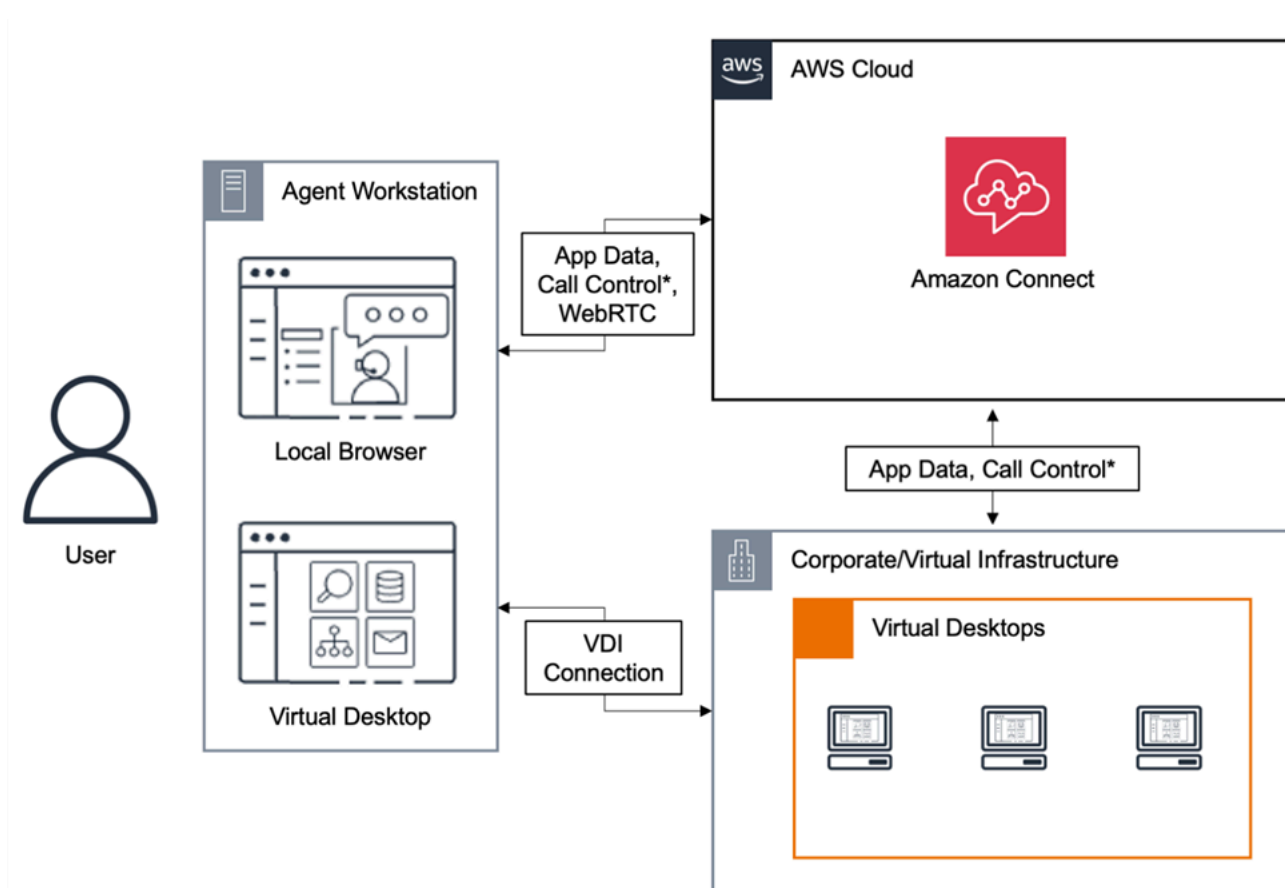 aws
AWS Cloud
Agent Workstation
App Data,
Call Control*,
WebRTC
Amazon Connect
Local Browser
App Data, Call Control*
User
Corporate/Virtual Infrastructure
Virtual Desktops
VDI
Connection
Virtual Desktop